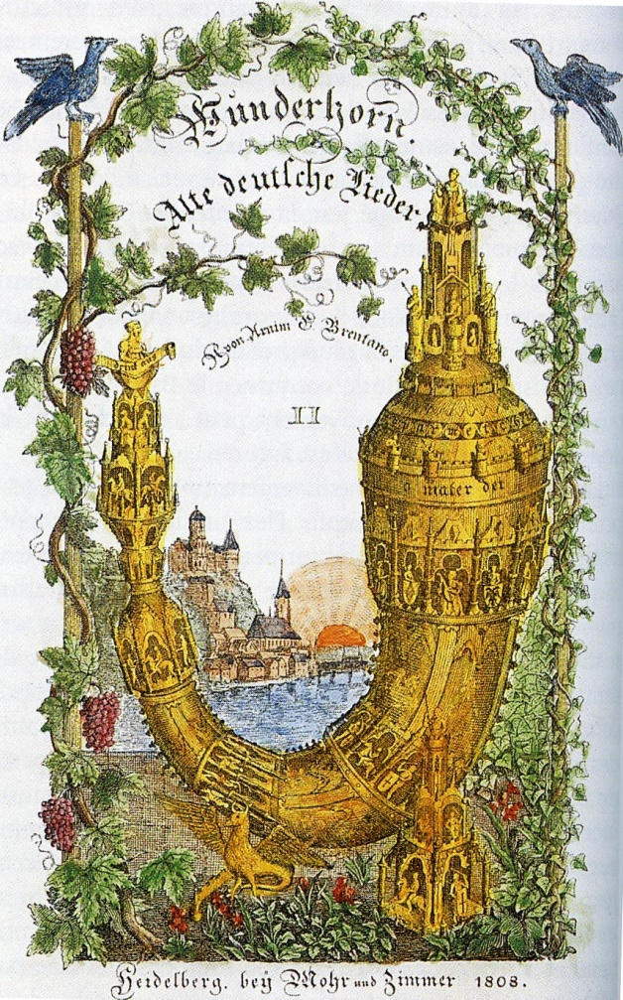 Wunderhorn.
Alte deutsche Lieder
von Arnim & Brentano.
II
o mater dei
Heidelberg. bey Mohr und Zimmer 1808.